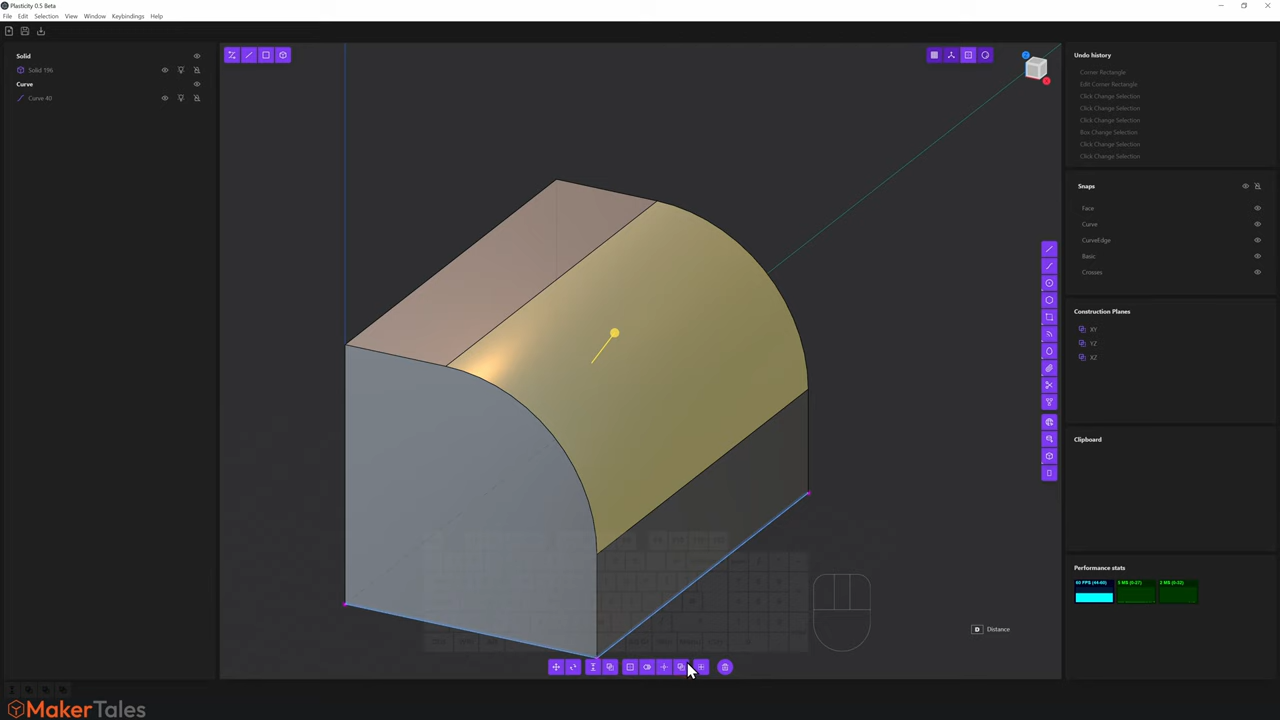 Plasticity 0.5 Beta
File Edit Selection View Window Keybindings Help
Solid
Solid 196
Curve
Curve 40
Undo history
Corner Rectangle
Edit Corner Rectangle
Click Change Selection
Click Change Selection
Click Change Selection
Box Change Selection
Click Change Selection
Click Change Selection
Snaps
Face
Curve
CurveEdge
Basic
Crosses
Construction Planes
XY
YZ
XZ
Clipboard
Performance stats
D Distance
MakerTales